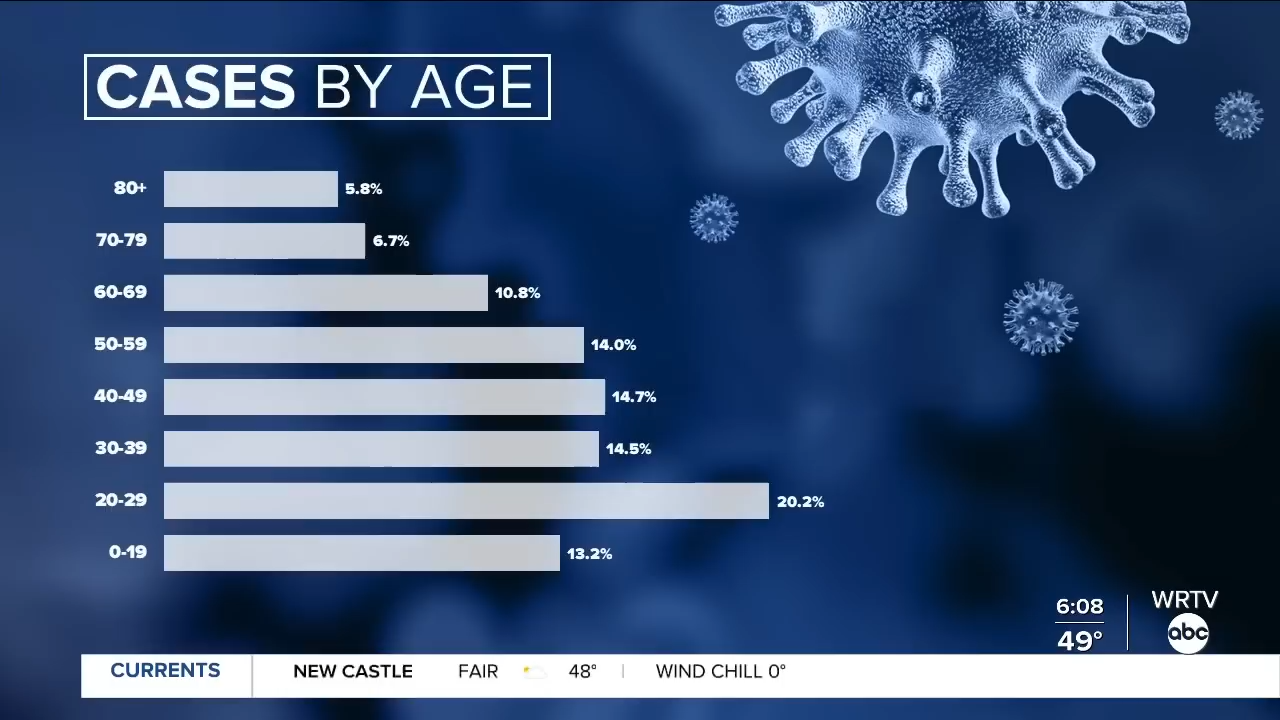 CASES BY AGE
80+ 5.8%
70-79 6.7%
60-69 10.8%
50-59 14.0%
40-49 14.7%
30-39 14.5%
20-29 20.2%
0-19 13.2%
6:08
49°
WRTV
abc
CURRENTS NEW CASTLE FAIR 48° | WIND CHILL 0°